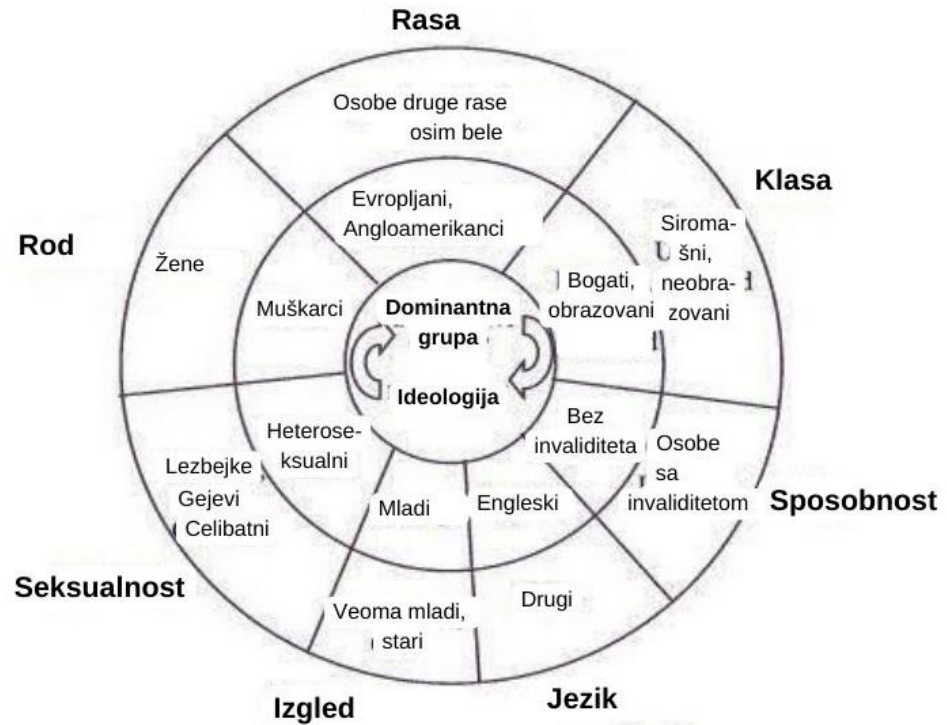 Rasa
Osobe druge rase
osim bele
Evropljani,
Angloamerikanci
Klasa
Siroma-
šni,
neobra-
zovani
Bogati,
obrazovani
Rod
Žene
Muškarci
Dominantna
grupa
Ideologija
Bez
invaliditeta
Osobe
sa
invaliditetom
Sposobnost
Heterose-
ksualni
Lezbejke
Gejevi
Celibatni
Seksualnost
Mladi
Veoma mladi,
stari
Izgled
Engleski
Drugi
Jezik